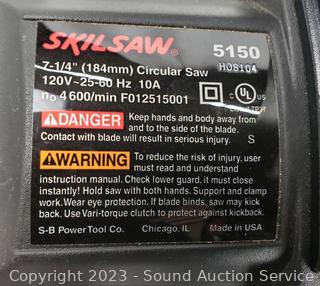 SKILSAW®
5150
7-1/4" (184mm) Circular Saw
HO8104
120V~25-60 Hz 10A
no 4600/min F012515001
C UL US
DANGER Keep hands and body away from
and to the side of the blade.
Contact with blade will result in serious injury. S
WARNING To reduce the risk of injury, user
must read and understand
instruction manual. Check lower guard. it must close
instantly! Hold saw with both hands. Support and clamp
work. Wear eye protection. If blade binds, saw may kick
back. Use Vari-torque clutch to protect against kickback.
S-B Power Tool Co. Chicago, IL Made in USA
Copyright 2023 - Sound Auction Service